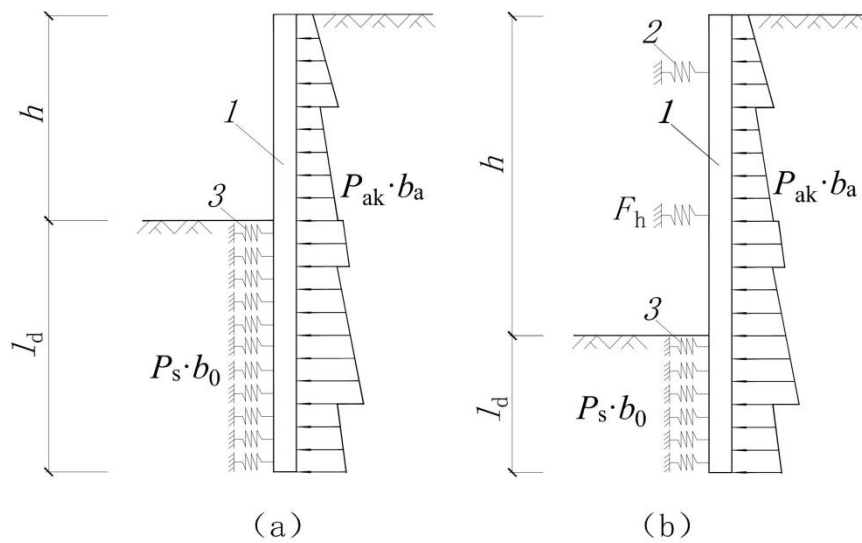 h
1
3
P_ak·b_a
l_d
P_s·b_0
(a)
2
h
1
P_ak·b_a
F_h
3
l_d
P_s·b_0
(b)